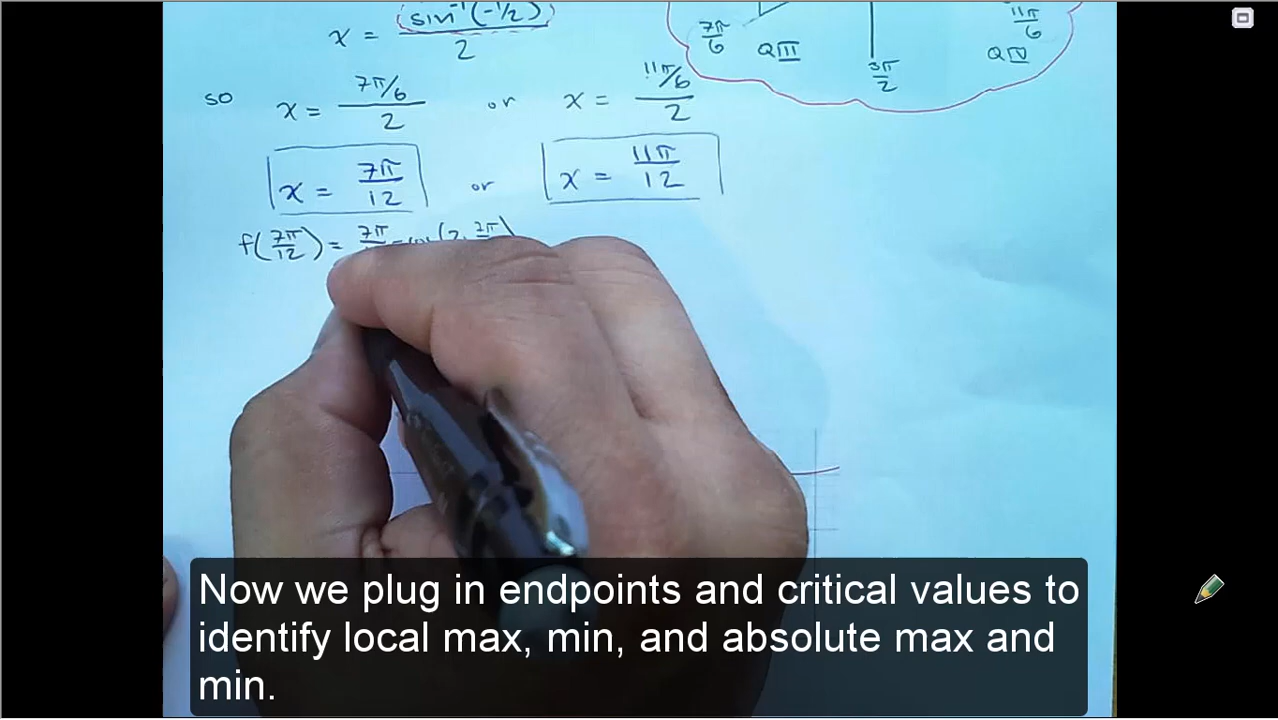 sin⁻¹(-1/2)
x = ───
2
7π/6 QIII 3π/2 QIV 11π/6
so x = 7π/6 / 2 or x = 11π/6 / 2
x = 7π/12 or x = 11π/12
f(7π/12) = 7π
Now we plug in endpoints and critical values to
identify local max, min, and absolute max and
min.